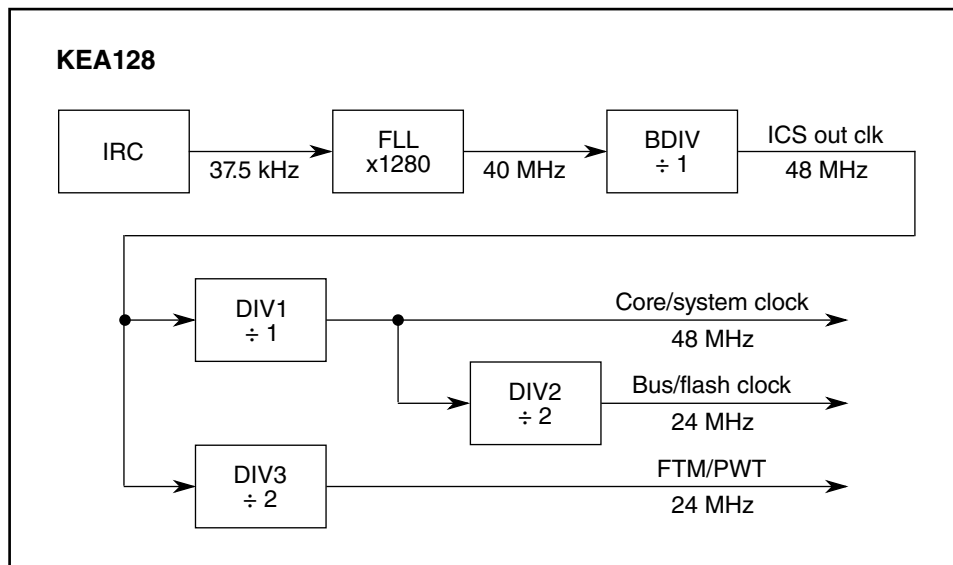 KEA128
IRC
37.5 kHz
FLL
x1280
40 MHz
BDIV
÷ 1
ICS out clk
48 MHz
DIV1
÷ 1
Core/system clock
48 MHz
DIV2
÷ 2
Bus/flash clock
24 MHz
DIV3
÷ 2
FTM/PWT
24 MHz